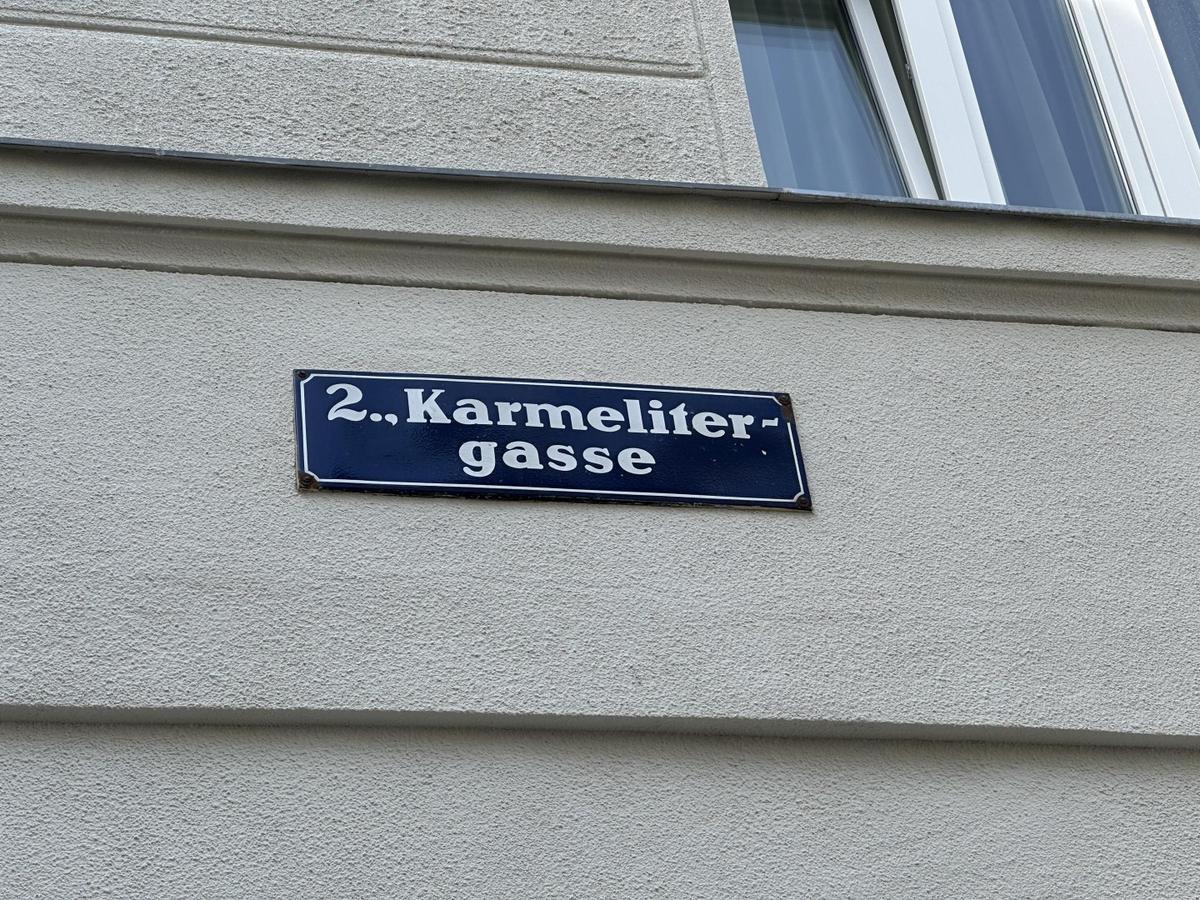 2., Karmeliter-
gasse